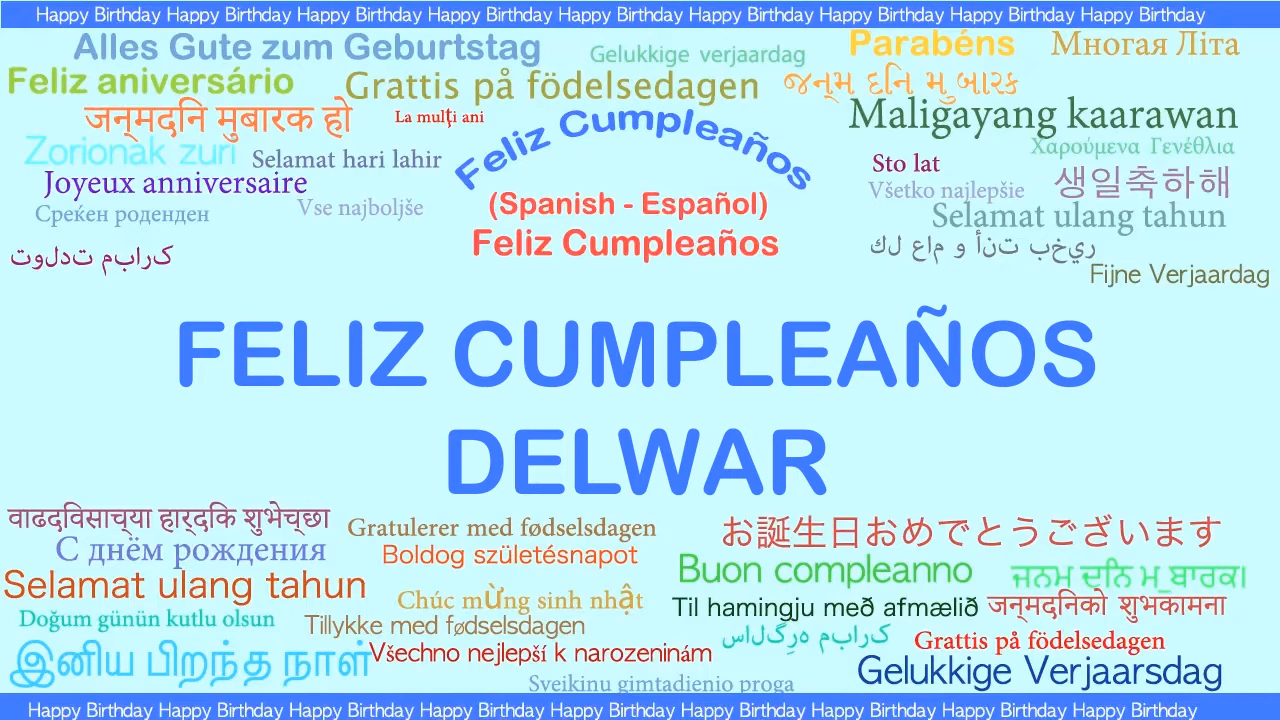 Happy Birthday Happy Birthday Happy Birthday Happy Birthday Happy Birthday Happy Birthday Happy Birthday Happy Birthday Happy Birthday
Alles Gute zum Geburtstag
Gelukkige verjaardag
Parabéns
Многая Літа
Feliz aniversário
Grattis på födelsedagen
જન્મ દિન મુબારક
जन्मदिन मुबारक हो
La mulţi ani
Feliz Cumpleaños
Maligayang kaarawan
Zorionak zuri
Selamat hari lahir
Χαρούμενα Γενέθλια
Sto lat
Joyeux anniversaire
Všetko najlepšie
생일축하해
(Spanish - Español)
Среќен роденден
Vse najboljše
Selamat ulang tahun
Feliz Cumpleaños
تولدت مبارک
كل عام و أنت بخير
Fijne Verjaardag
FELIZ CUMPLEAÑOS
DELWAR
वाढदिवसाच्या हार्दिक शुभेच्छा
Gratulerer med fødselsdagen
お誕生日おめでとうございます
С днём рождения
Boldog születésnapot
Buon compleanno
ਜਨਮ ਦਿਨ ਮੁਬਾਰਕ।
Selamat ulang tahun
Chúc mừng sinh nhật
Til hamingju með afmælið
जन्मदिनको शुभकामना
Doğum günün kutlu olsun
Tillykke med fødselsdagen
سالگرِه مبارک
Grattis på födelsedagen
இனிய பிறந்த நாள்
Všechno nejlepší k narozeninám
Gelukkige Verjaarsdag
Sveikinu gimtadienio proga
Happy Birthday Happy Birthday Happy Birthday Happy Birthday Happy Birthday Happy Birthday Happy Birthday Happy Birthday Happy Birthday